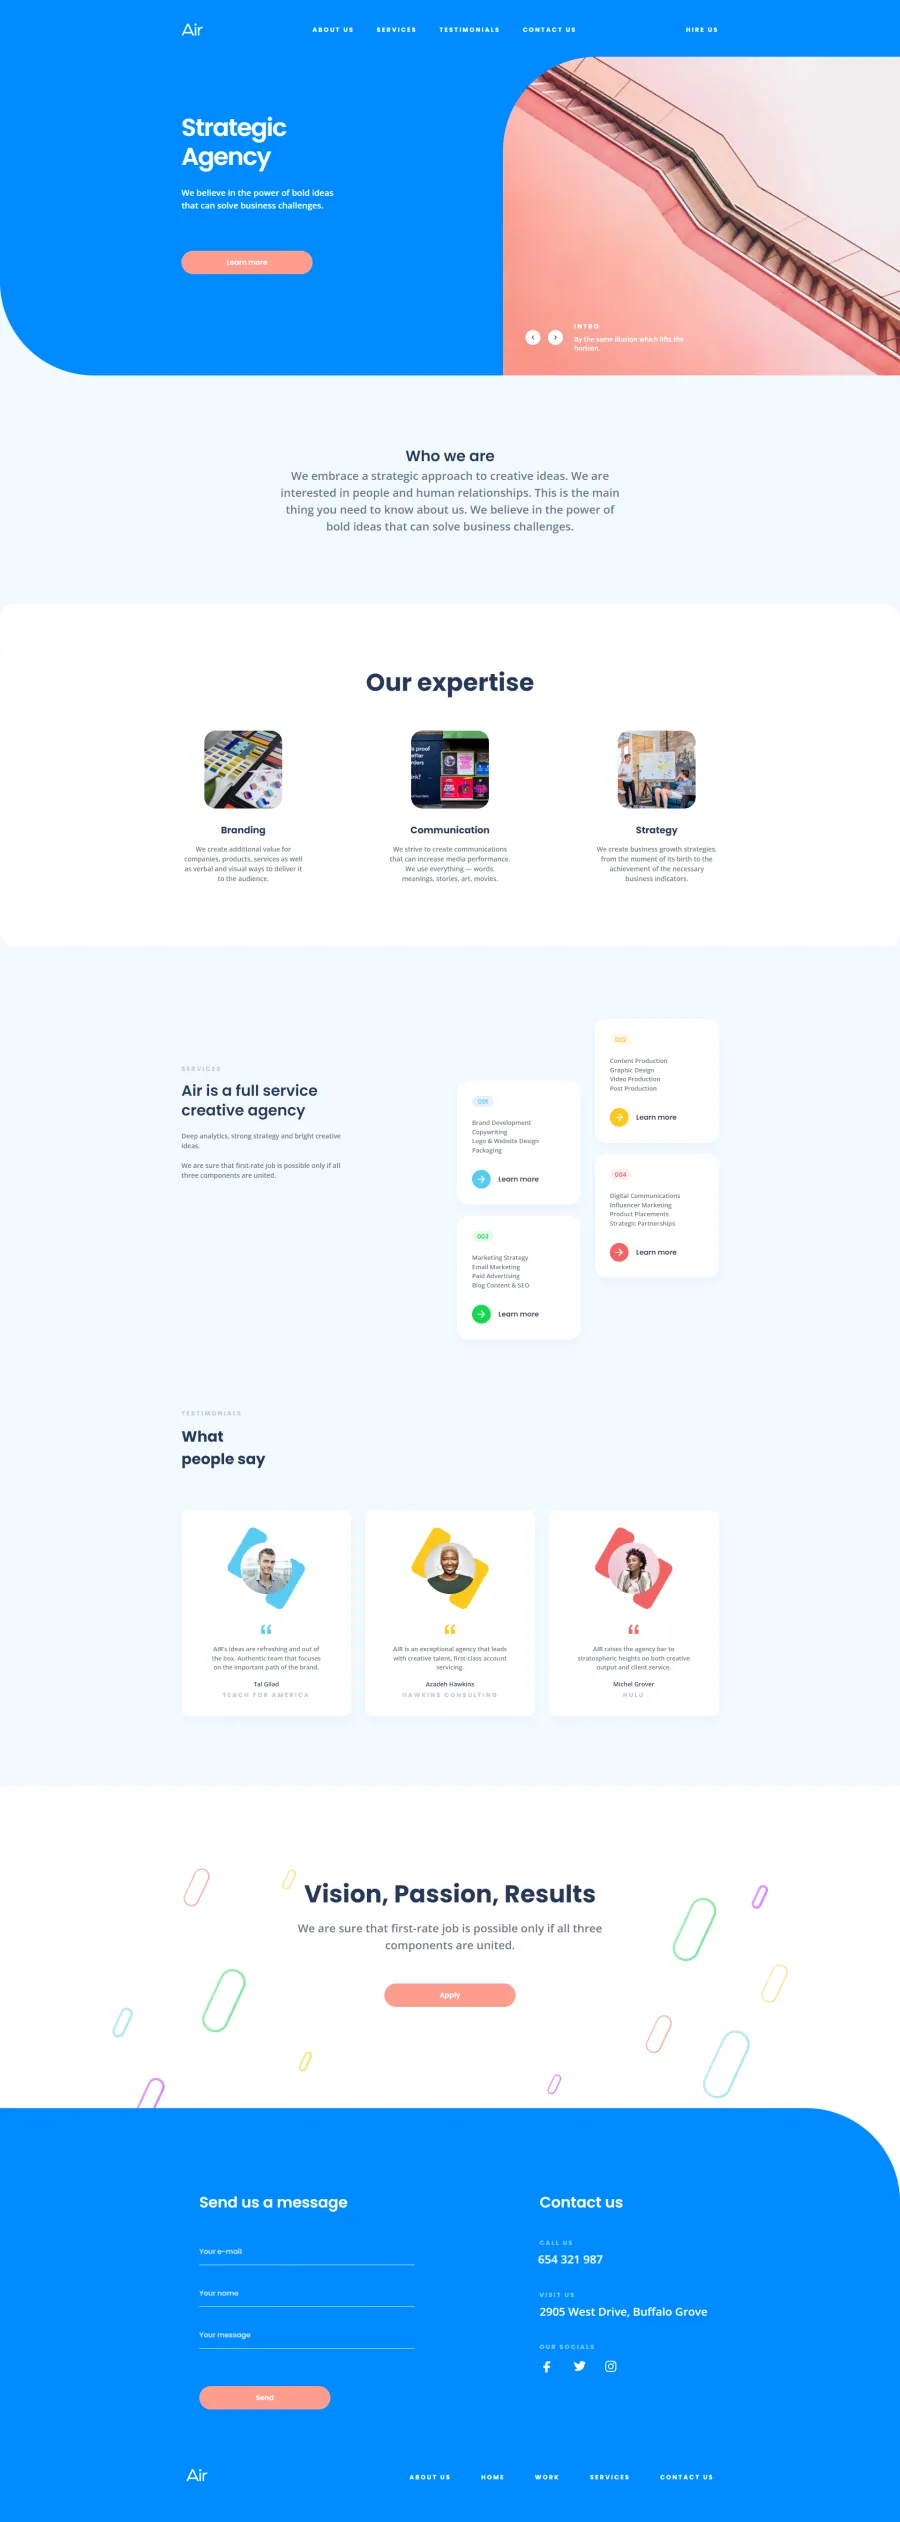 Air
ABOUT US
SERVICES
TESTIMONIALS
CONTACT US
HIRE US
Strategic
Agency
We believe in the power of bold ideas
that can solve business challenges.
Learn more
INTRO
By the same illusion which lifts the
horizon.
Who we are
We embrace a strategic approach to creative ideas. We are
interested in people and human relationships. This is the main
thing you need to know about us. We believe in the power of
bold ideas that can solve business challenges.
Our expertise
Branding
We create additional value for
companies, products, services as well
as verbal and visual ways to deliver it
to the audience.
Communication
We strive to create communications
that can increase media performance.
We use everything — words,
meanings, stories, art, movies.
Strategy
We create business growth strategies,
from the moment of its birth to the
achievement of the necessary
business indicators.
SERVICES
Air is a full service
creative agency
Deep analytics, strong strategy and bright creative
ideas.
We are sure that first-rate job is possible only if all
three components are united.
001
Brand Development
Copywriting
Logo & Website Design
Packaging
Learn more
002
Content Production
Graphic Design
Video Production
Post Production
Learn more
003
Marketing Strategy
Email Marketing
Paid Advertising
Blog Content & SEO
Learn more
004
Digital Communications
Influencer Marketing
Product Placements
Strategic Partnerships
Learn more
TESTIMONIALS
What
people say
AIR's ideas are refreshing and out of
the box. Authentic team that focuses
on the important path of the brand.
Tal Gilad
TEACH FOR AMERICA
AIR is an exceptional agency that leads
with creative talent, first-class account
servicing.
Azadeh Hawkins
HAWKINS CONSULTING
AIR raises the agency bar to
stratospheric heights on both creative
output and client service.
Michel Grover
HULU
Vision, Passion, Results
We are sure that first-rate job is possible only if all three
components are united.
Apply
Send us a message
Your e-mail
Your name
Your message
Send
Contact us
CALL US
654 321 987
VISIT US
2905 West Drive, Buffalo Grove
OUR SOCIALS
Air
ABOUT US
HOME
WORK
SERVICES
CONTACT US